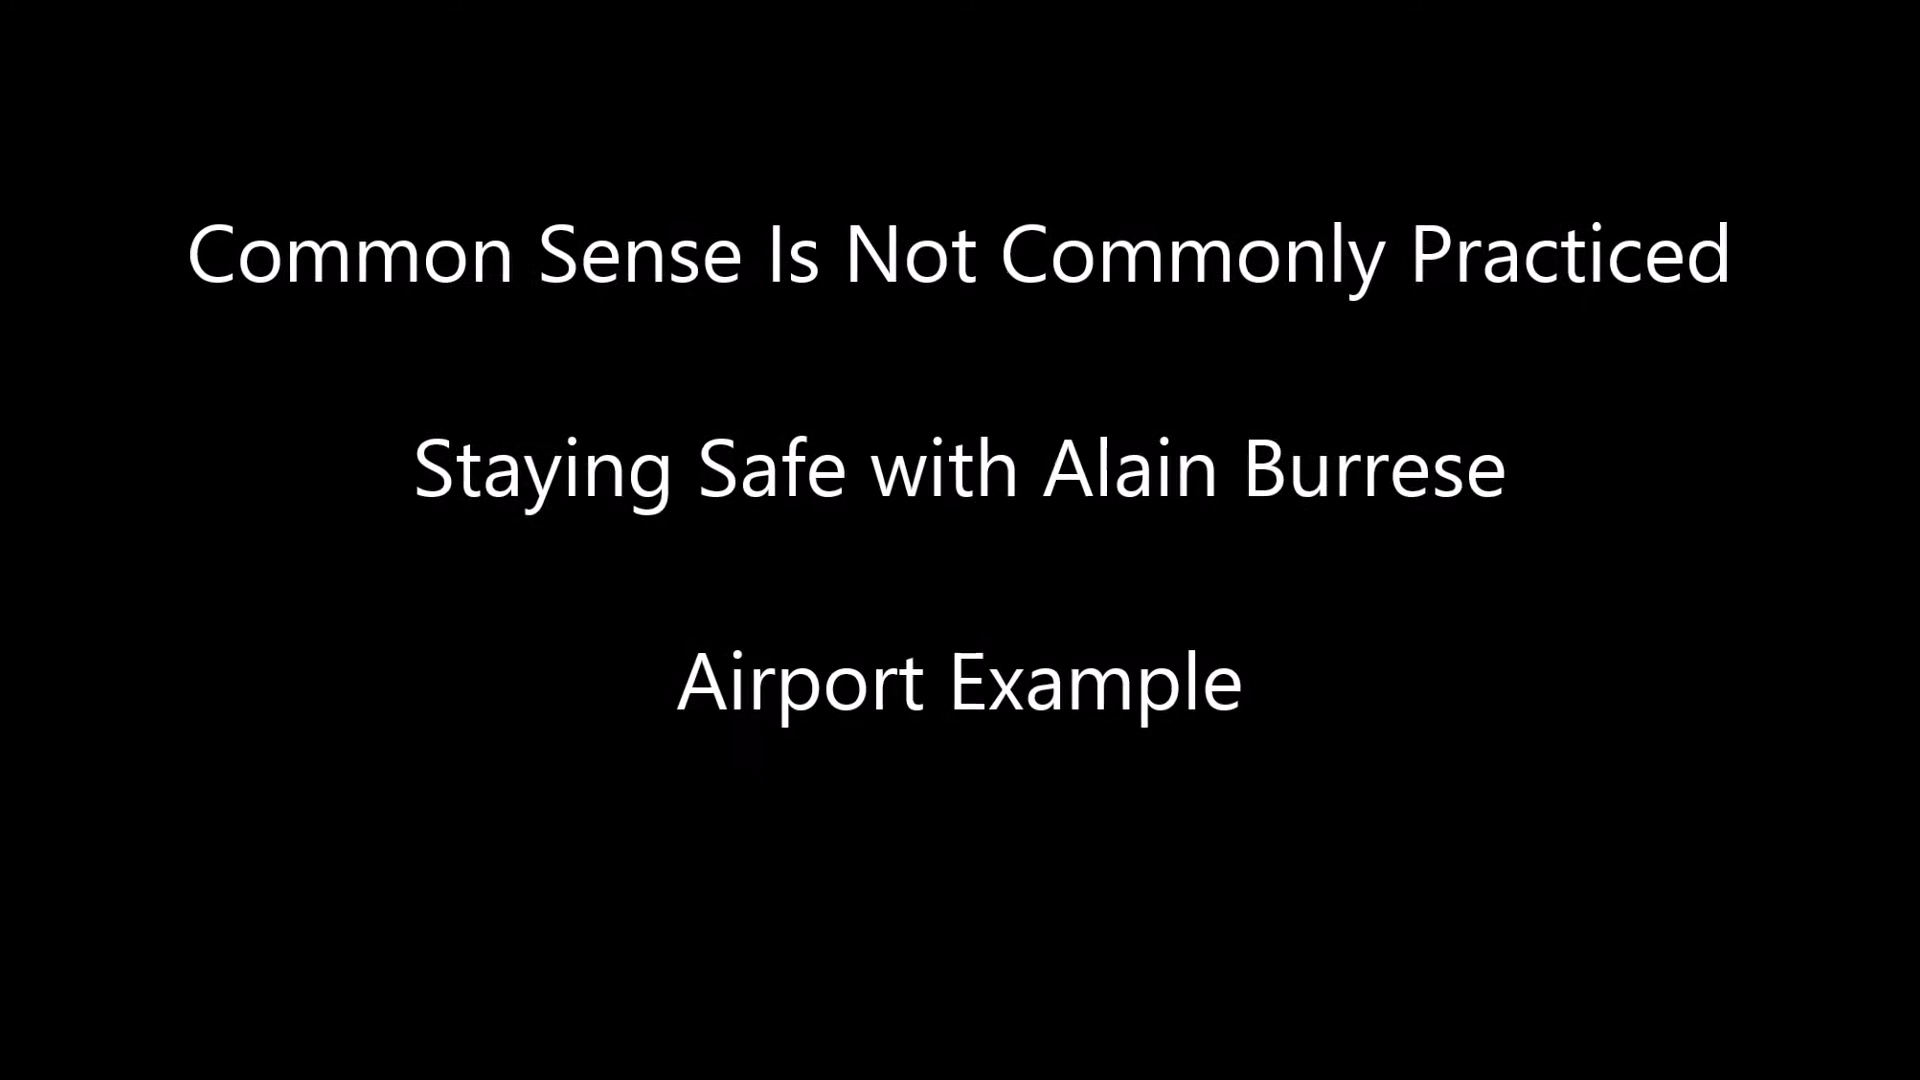 Common Sense Is Not Commonly Practiced
Staying Safe with Alain Burrese
Airport Example